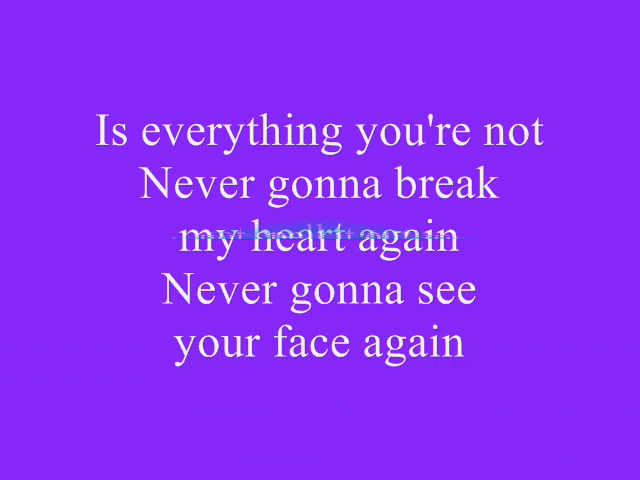 Is everything you're not
Never gonna break
my heart again
Never gonna see
your face again